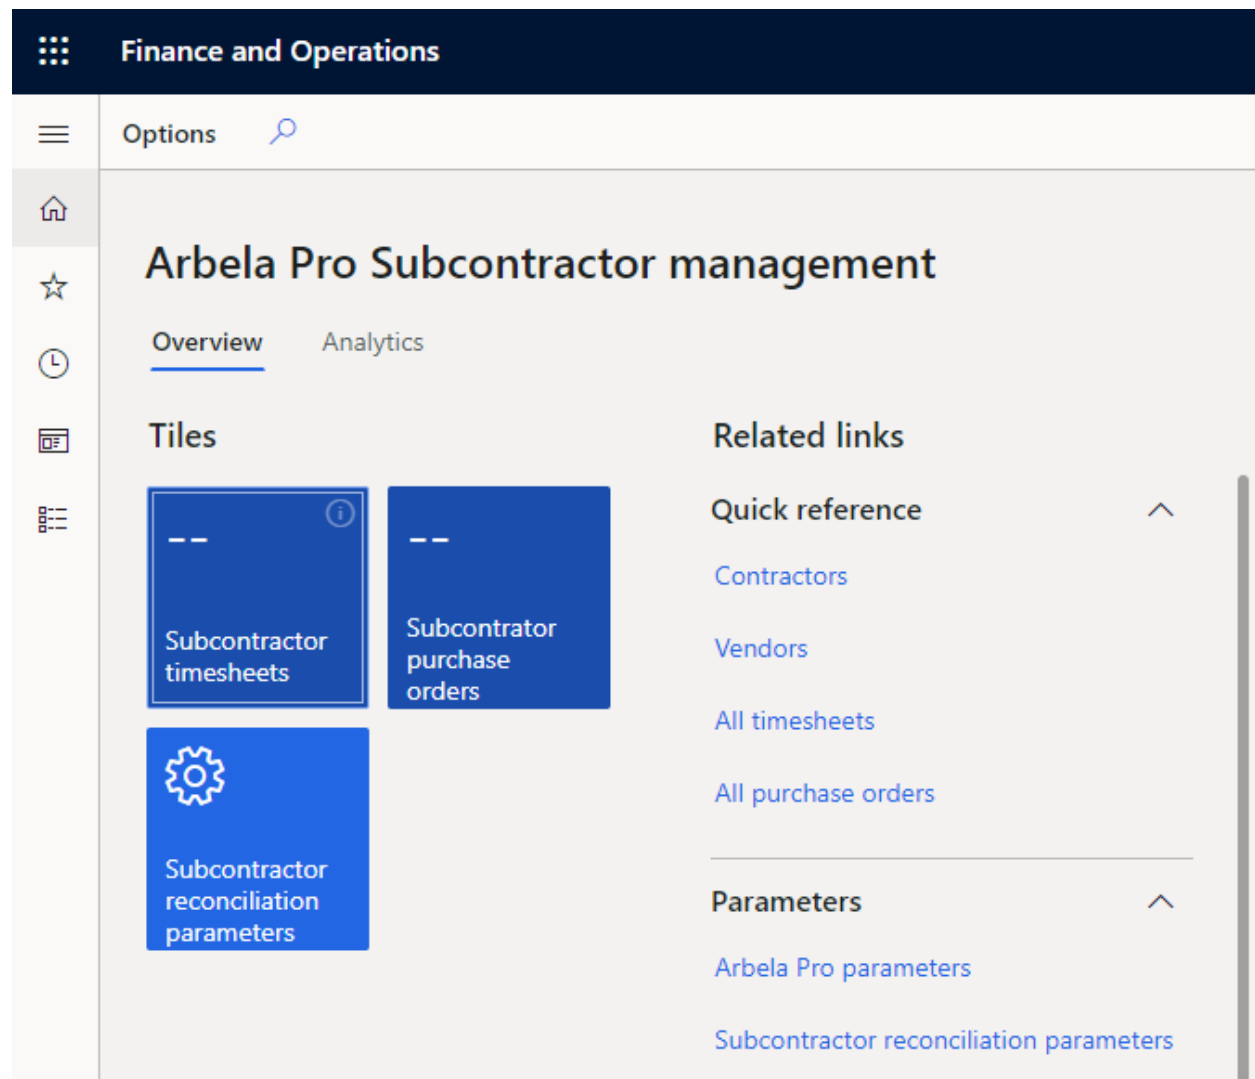 Finance and Operations
Options
Arbela Pro Subcontractor management
Overview
Analytics
Tiles
--
Subcontractor
timesheets
--
Subcontrator
purchase
orders
Subcontractor
reconciliation
parameters
Related links
Quick reference
Contractors
Vendors
All timesheets
All purchase orders
Parameters
Arbela Pro parameters
Subcontractor reconciliation parameters